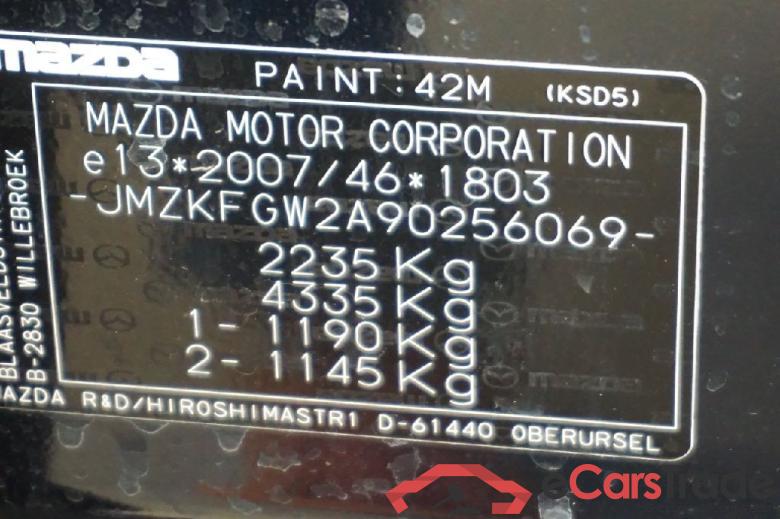 mazda
PAINT: 42M (KSD5)
MAZDA MOTOR CORPORATION
e13*2007/46*1803
-JMZKFGW2A90256069-
2235Kg
4335Kg
1- 1190Kg
2- 1145Kg
B-2830 WILLEBROEK
MAZDA R&D/HIROSHIMASTR1 D-61440 OBERURSEL
eCarsTrade